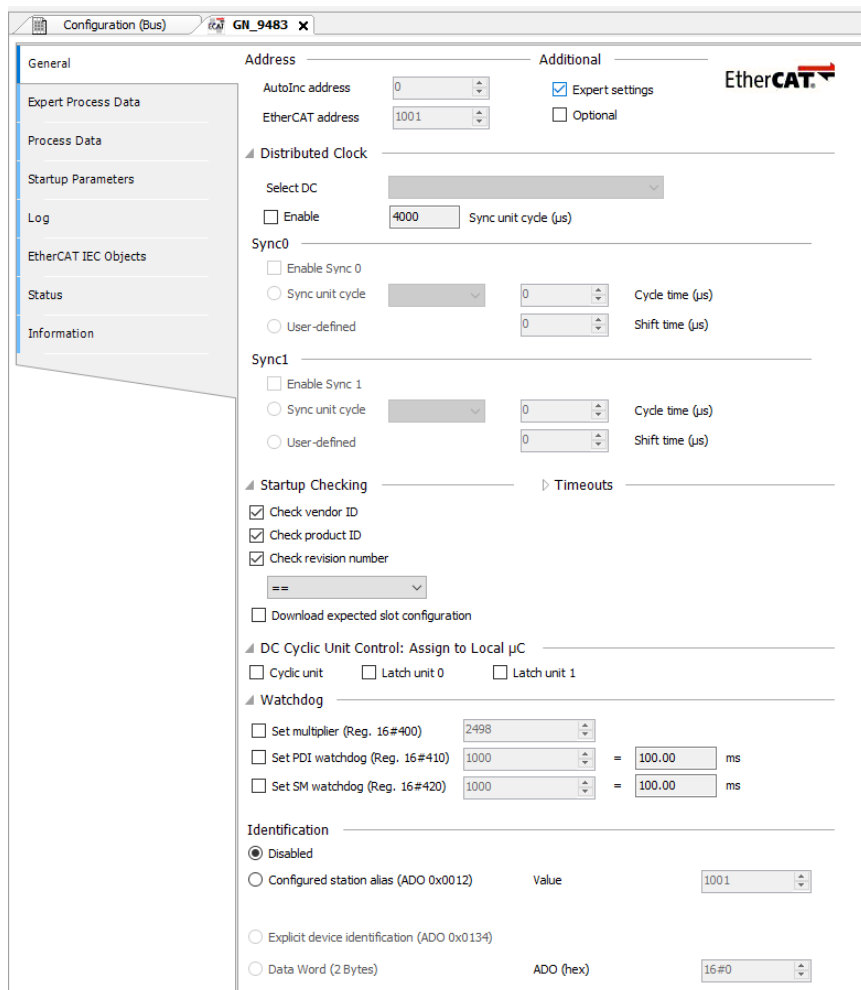 Configuration (Bus) GN_9483
General
Expert Process Data
Process Data
Startup Parameters
Log
EtherCAT IEC Objects
Status
Information
Address Additional
EtherCAT.
AutoInc address 0 Expert settings
EtherCAT address 1001 Optional
Distributed Clock
Select DC
Enable 4000 Sync unit cycle (µs)
Sync0
Enable Sync 0
Sync unit cycle 0 Cycle time (µs)
User-defined 0 Shift time (µs)
Sync1
Enable Sync 1
Sync unit cycle 0 Cycle time (µs)
User-defined 0 Shift time (µs)
Startup Checking Timeouts
Check vendor ID
Check product ID
Check revision number
==
Download expected slot configuration
DC Cyclic Unit Control: Assign to Local µC
Cyclic unit Latch unit 0 Latch unit 1
Watchdog
Set multiplier (Reg. 16#400) 2498
Set PDI watchdog (Reg. 16#410) 1000 = 100.00 ms
Set SM watchdog (Reg. 16#420) 1000 = 100.00 ms
Identification
Disabled
Configured station alias (ADO 0x0012) Value 1001
Explicit device identification (ADO 0x0134)
Data Word (2 Bytes) ADO (hex) 16#0